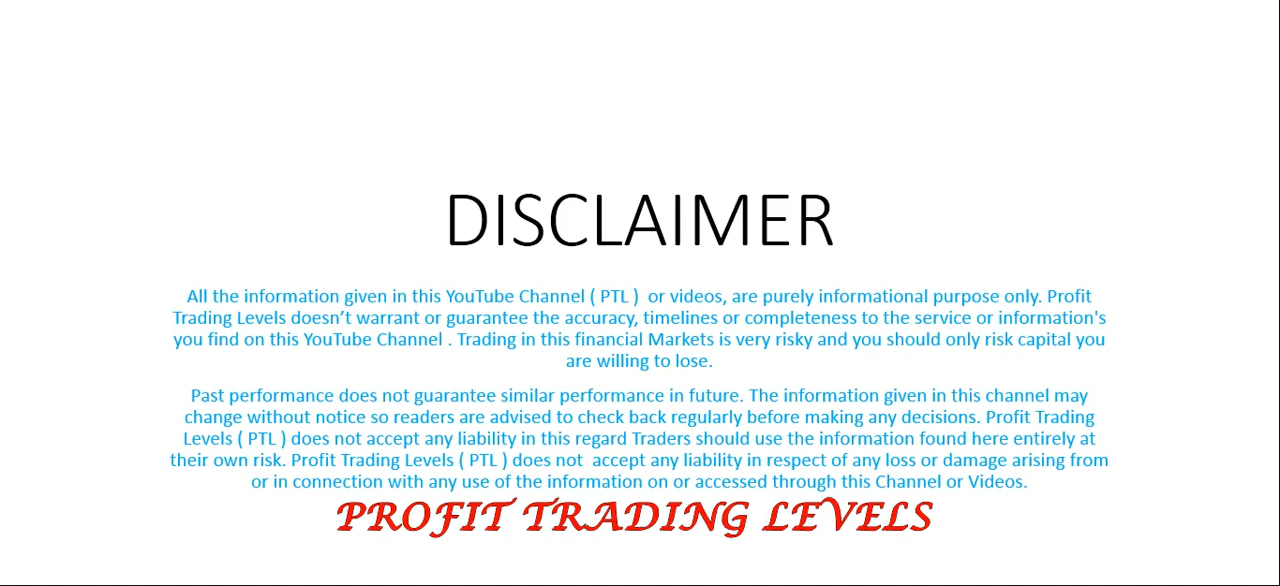 DISCLAIMER
All the information given in this YouTube Channel ( PTL )  or videos, are purely informational purpose only. Profit
Trading Levels doesn’t warrant or guarantee the accuracy, timelines or completeness to the service or information's
you find on this YouTube Channel . Trading in this financial Markets is very risky and you should only risk capital you
are willing to lose.
Past performance does not guarantee similar performance in future. The information given in this channel may
change without notice so readers are advised to check back regularly before making any decisions. Profit Trading
Levels ( PTL ) does not accept any liability in this regard Traders should use the information found here entirely at
their own risk. Profit Trading Levels ( PTL ) does not  accept any liability in respect of any loss or damage arising from
or in connection with any use of the information on or accessed through this Channel or Videos.
PROFIT TRADING LEVELS